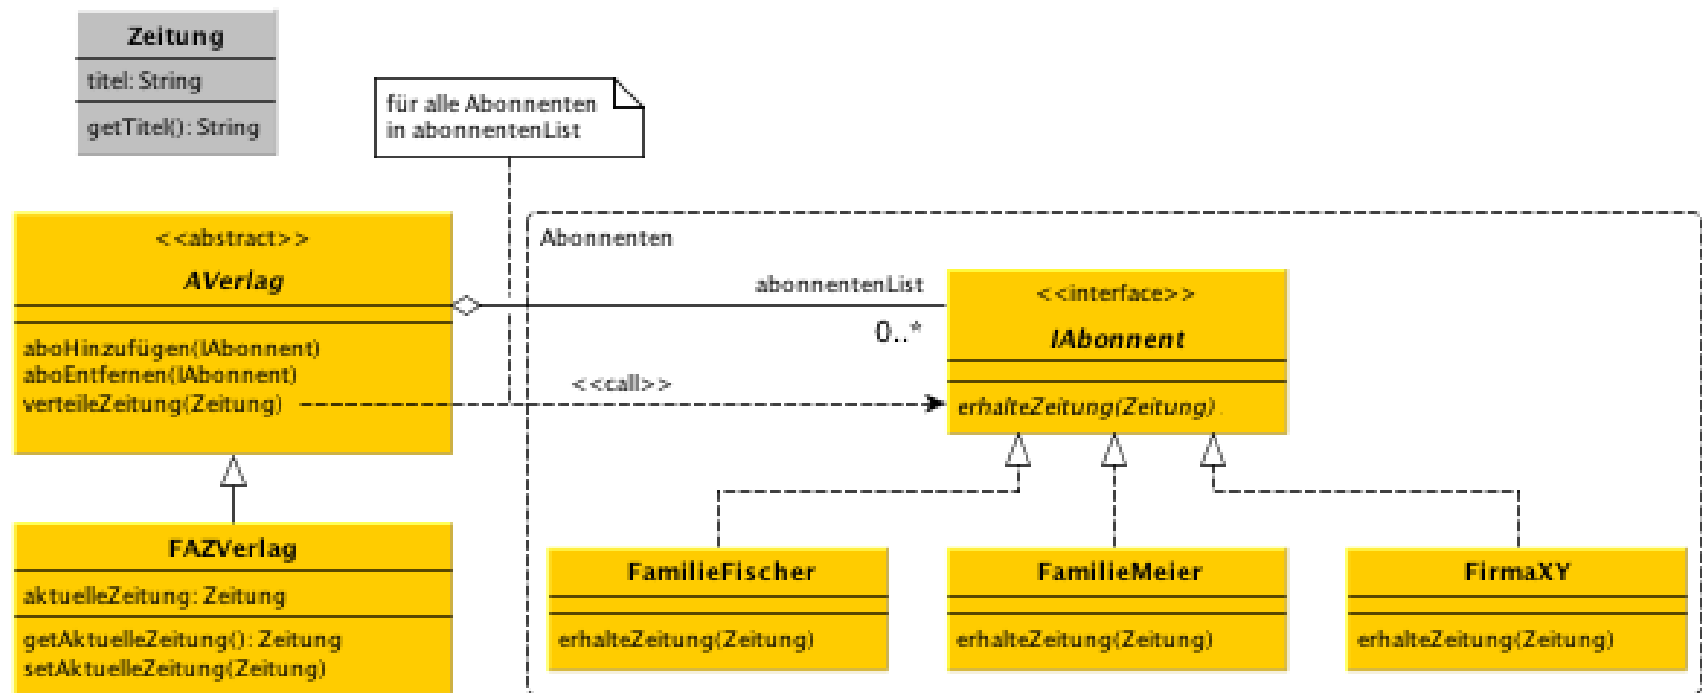 Zeitung
titel: String
getTitel(): String
für alle Abonnenten
in abonnentenList
<<abstract>>
AVerlag
aboHinzufügen(IAbonnent)
aboEntfernen(IAbonnent)
verteileZeitung(Zeitung)
Abonnenten
abonnentenList
0..*
<<call>>
<<interface>>
IAbonnent
erhalteZeitung(Zeitung)
FAZVerlag
aktuelleZeitung: Zeitung
getAktuelleZeitung(): Zeitung
setAktuelleZeitung(Zeitung)
FamilieFischer
erhalteZeitung(Zeitung)
FamilieMeier
erhalteZeitung(Zeitung)
FirmaXY
erhalteZeitung(Zeitung)